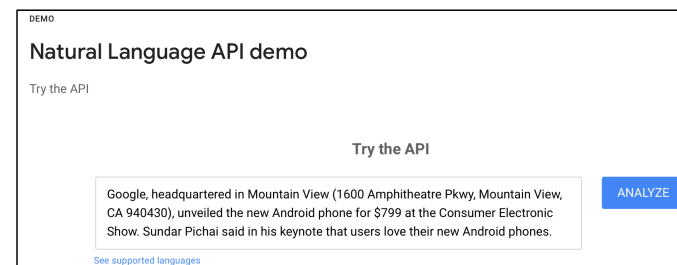 DEMO
Natural Language API demo
Try the API
Try the API
Google, headquartered in Mountain View (1600 Amphitheatre Pkwy, Mountain View,
CA 940430), unveiled the new Android phone for $799 at the Consumer Electronic
Show. Sundar Pichai said in his keynote that users love their new Android phones.
ANALYZE
See supported languages